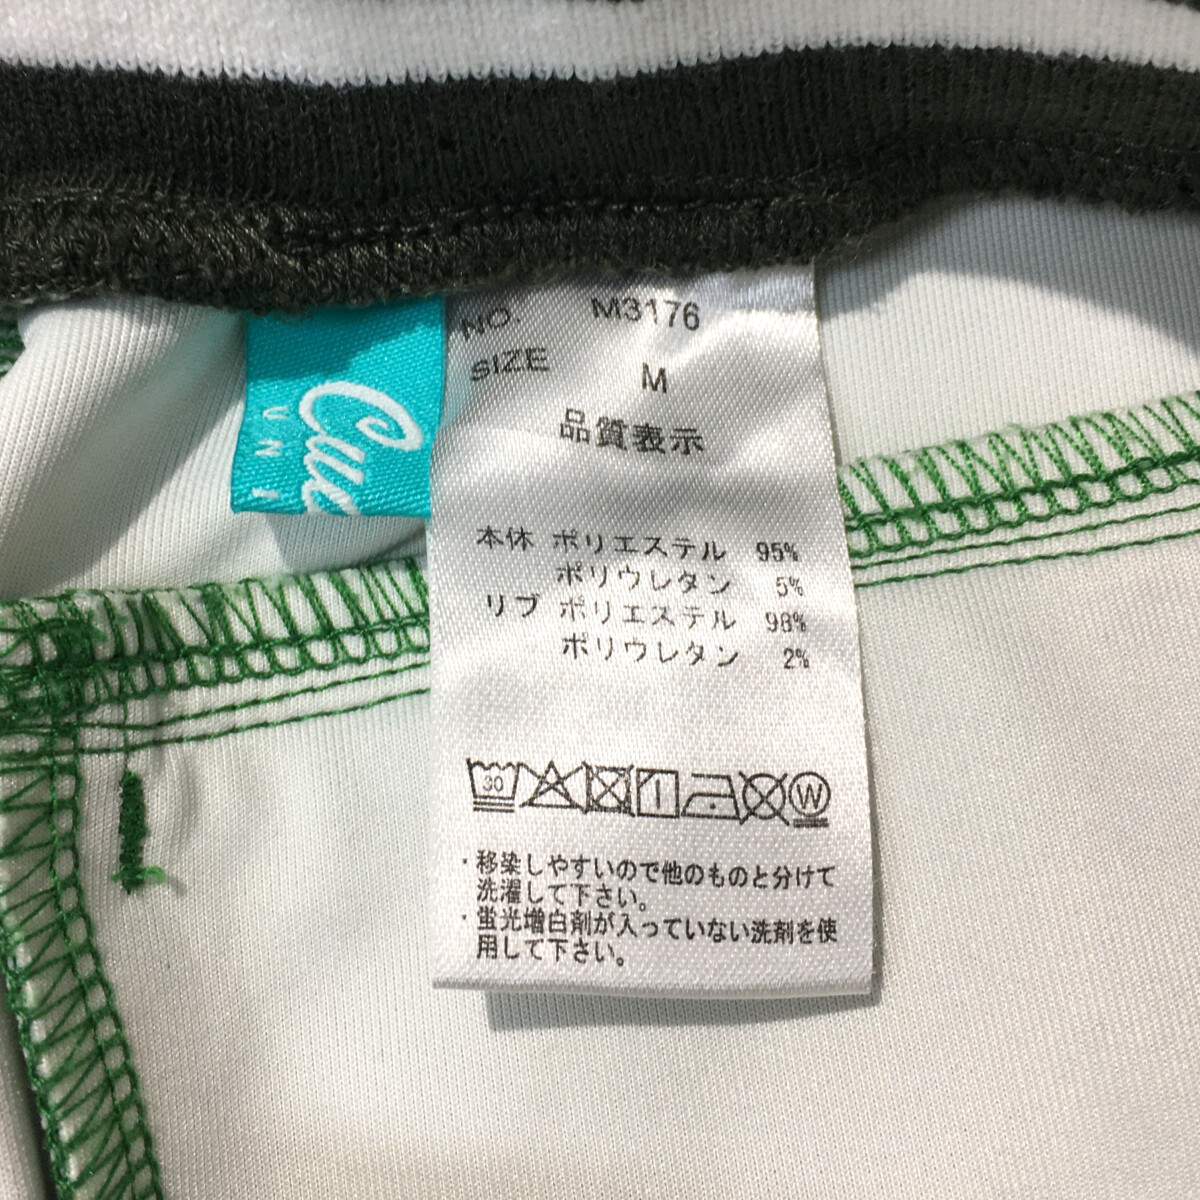 NO. M3176
SIZE M
品質表示
本体 ポリエステル 95%
ポリウレタン 5%
リブ ポリエステル 98%
ポリウレタン 2%
30
W
・移染しやすいので他のものと分けて
洗濯して下さい。
・蛍光増白剤が入っていない洗剤を使
用して下さい。